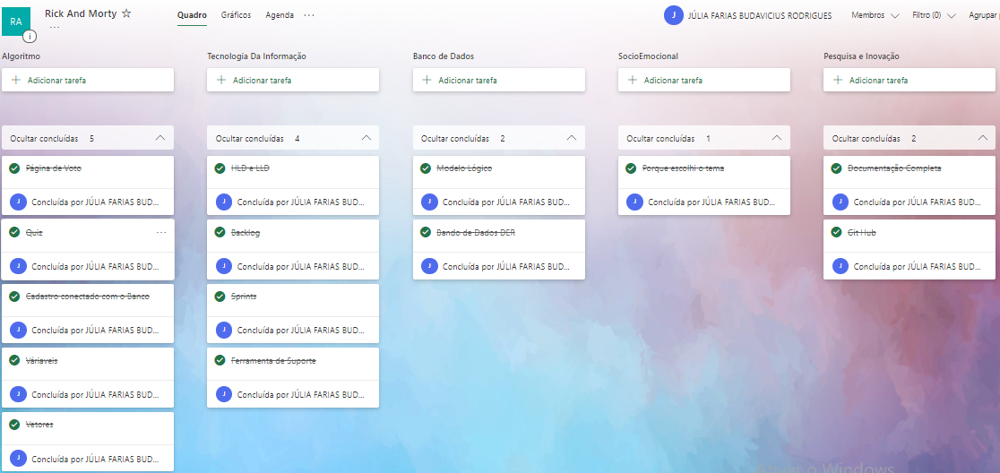 RA
Rick And Morty
Quadro Gráficos Agenda
J JÚLIA FARIAS BUDAVICIUS RODRIGUES
Membros
Filtro (0)
Agrupar
Algoritmo
Adicionar tarefa
Ocultar concluídas 5
Página de Voto
J Concluída por JÚLIA FARIAS BUD...
Quiz
J Concluída por JÚLIA FARIAS BUD...
Cadastro conectado com o Banco
J Concluída por JÚLIA FARIAS BUD...
Váriaveis
J Concluída por JÚLIA FARIAS BUD...
Vetores
J Concluída por JÚLIA FARIAS BUD...
Tecnologia Da Informação
Adicionar tarefa
Ocultar concluídas 4
HLD e LLD
J Concluída por JÚLIA FARIAS BUD...
Backlog
J Concluída por JÚLIA FARIAS BUD...
Sprints
J Concluída por JÚLIA FARIAS BUD...
Ferramenta de Suporte
J Concluída por JÚLIA FARIAS BUD...
Banco de Dados
Adicionar tarefa
Ocultar concluídas 2
Modelo Lógico
J Concluída por JÚLIA FARIAS BUD...
Bando de Dados DER
J Concluída por JÚLIA FARIAS BUD...
SocioEmocional
Adicionar tarefa
Ocultar concluídas 1
Porque escolhi o tema
J Concluída por JÚLIA FARIAS BUD...
Pesquisa e Inovação
Adicionar tarefa
Ocultar concluídas 2
Documentação Completa
J Concluída por JÚLIA FARIAS BUD...
Git Hub
J Concluída por JÚLIA FARIAS BUD...
Ativar o Windows